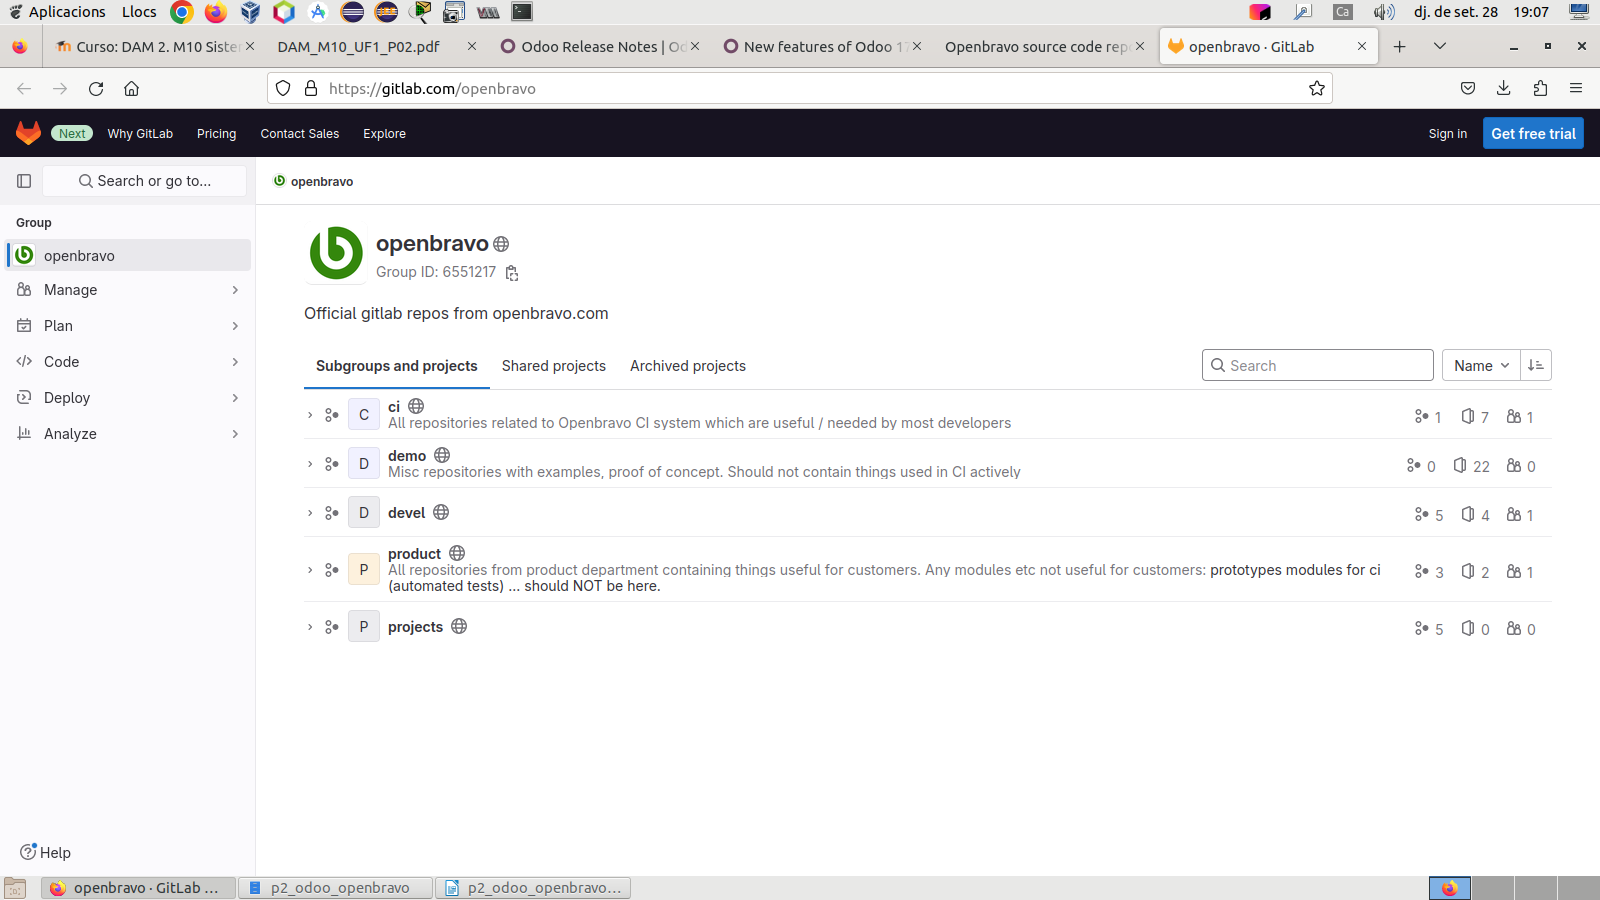 Aplicacions Llocs Ca dj. de set. 28 19:07
Curso: DAM 2. M10 Siste DAM_M10_UF1_P02.pdf Odoo Release Notes | Od New features of Odoo 17 Openbravo source code repo openbravo · GitLab
https://gitlab.com/openbravo
Next Why GitLab Pricing Contact Sales Explore Sign in Get free trial
Search or go to...
openbravo
Group
openbravo
Manage
Plan
Code
Deploy
Analyze
Help
openbravo
Group ID: 6551217
Official gitlab repos from openbravo.com
Subgroups and projects Shared projects Archived projects Search Name
C ci 1 7 1
All repositories related to Openbravo CI system which are useful / needed by most developers
D demo 0 22 0
Misc repositories with examples, proof of concept. Should not contain things used in CI actively
D devel 5 4 1
P product 3 2 1
All repositories from product department containing things useful for customers. Any modules etc not useful for customers: prototypes modules for ci
(automated tests) ... should NOT be here.
P projects 5 0 0
openbravo · GitLab ... p2_odoo_openbravo p2_odoo_openbravo...